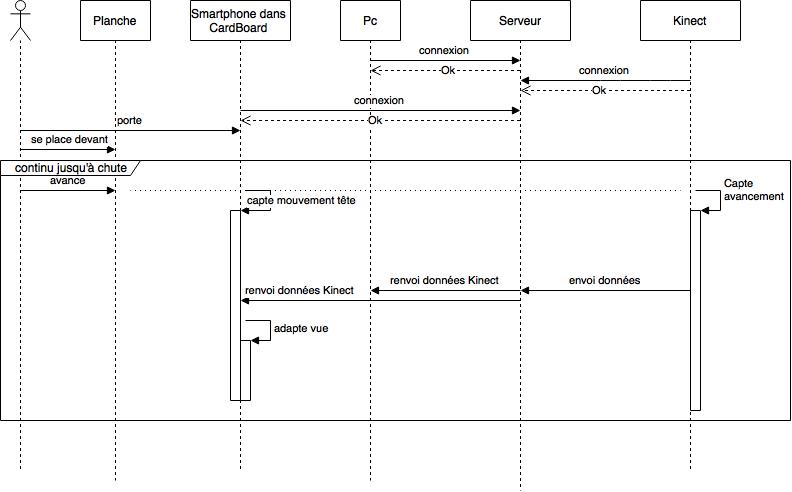 Planche
Smartphone dans
CardBoard
Pc
Serveur
Kinect
connexion
Ok
connexion
Ok
connexion
Ok
porte
se place devant
continu jusqu'à chute
avance
Capte
avancement
capte mouvement tête
envoi données
renvoi données Kinect
renvoi données Kinect
adapte vue